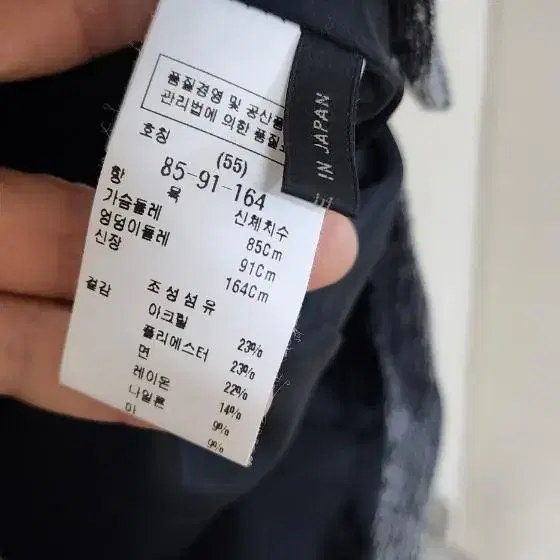 품질경영 및 공산품
관리법에 의한 품질
호칭
(55)
85-91-164
항 목 신체치수
가슴둘레 85Cm
엉덩이둘레 91Cm
신장 164Cm
겉감 조성섬유
아크릴 23%
폴리에스터 23%
면 22%
레이온 14%
나일론 9%
마 9%
IN JAPAN